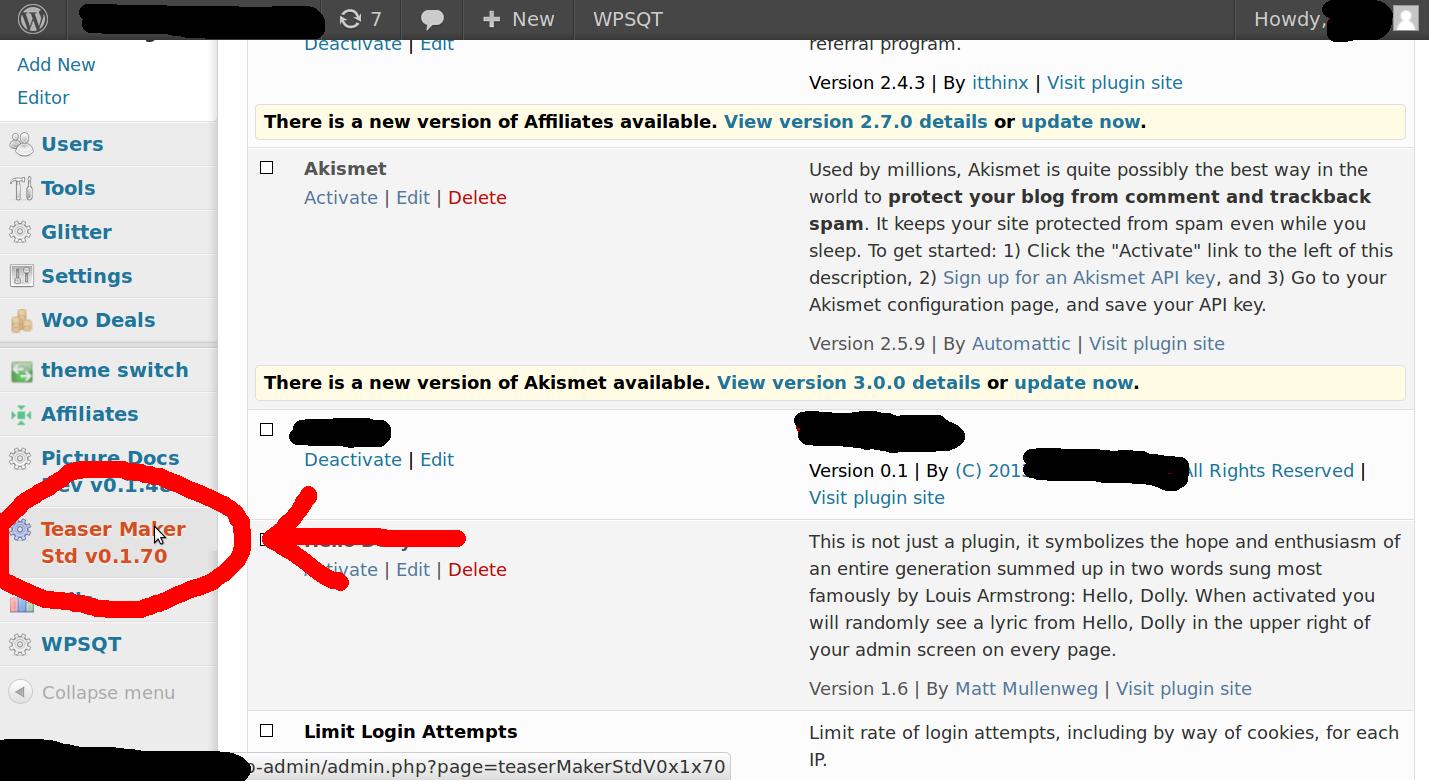 7 New WPSQT Howdy,
Deactivate | Edit
referral program.
Add New
Version 2.4.3 | By itthinx | Visit plugin site
Editor
There is a new version of Affiliates available. View version 2.7.0 details or update now.
Users
Tools
Glitter
Settings
Woo Deals
theme switch
Affiliates
Picture Docs
v0.1.48
Teaser Maker
Std v0.1.70
WPSQT
Collapse menu
Akismet
Activate | Edit | Delete
Used by millions, Akismet is quite possibly the best way in the
world to protect your blog from comment and trackback
spam. It keeps your site protected from spam even while you
sleep. To get started: 1) Click the "Activate" link to the left of this
description, 2) Sign up for an Akismet API key, and 3) Go to your
Akismet configuration page, and save your API key.
Version 2.5.9 | By Automattic | Visit plugin site
There is a new version of Akismet available. View version 3.0.0 details or update now.
Deactivate | Edit
Version 0.1 | By (C) 201 All Rights Reserved |
Visit plugin site
Hello Dolly
Activate | Edit | Delete
This is not just a plugin, it symbolizes the hope and enthusiasm of
an entire generation summed up in two words sung most
famously by Louis Armstrong: Hello, Dolly. When activated you
will randomly see a lyric from Hello, Dolly in the upper right of
your admin screen on every page.
Version 1.6 | By Matt Mullenweg | Visit plugin site
Limit Login Attempts
Limit rate of login attempts, including by way of cookies, for each
IP.
-admin/admin.php?page=teaserMakerStdV0x1x70